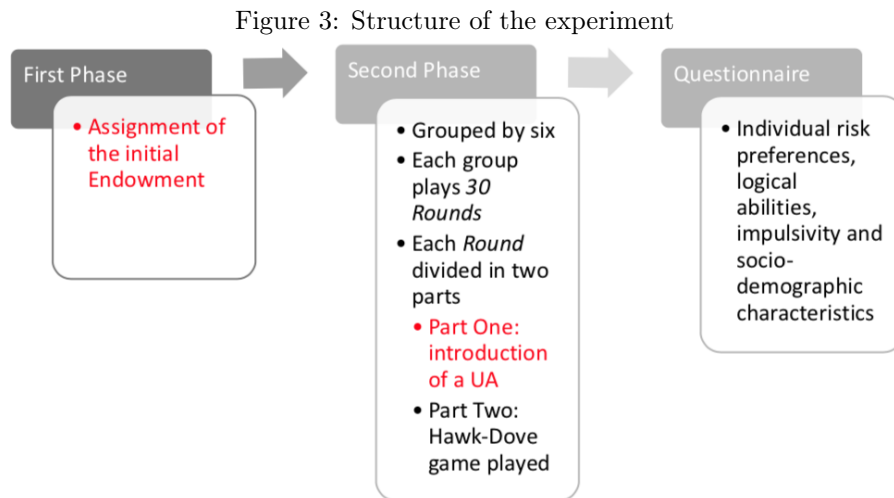 Figure 3: Structure of the experiment
First Phase
• Assignment of
the initial
Endowment
Second Phase
• Grouped by six
• Each group
plays 30
Rounds
• Each Round
divided in two
parts
• Part One:
introduction
of a UA
• Part Two:
Hawk-Dove
game played
Questionnaire
• Individual risk
preferences,
logical
abilities,
impulsivity and
socio-
demographic
characteristics